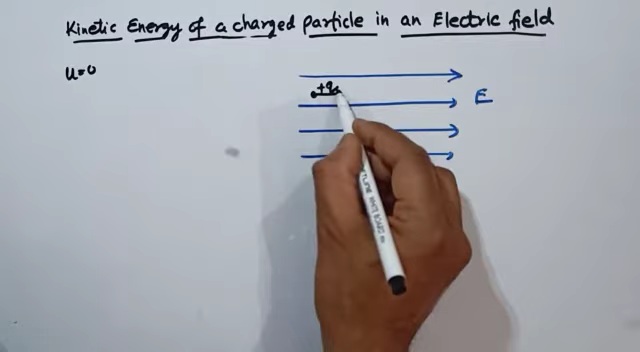 Kinetic Energy of a charged particle in an Electric field
u=0
+q
E